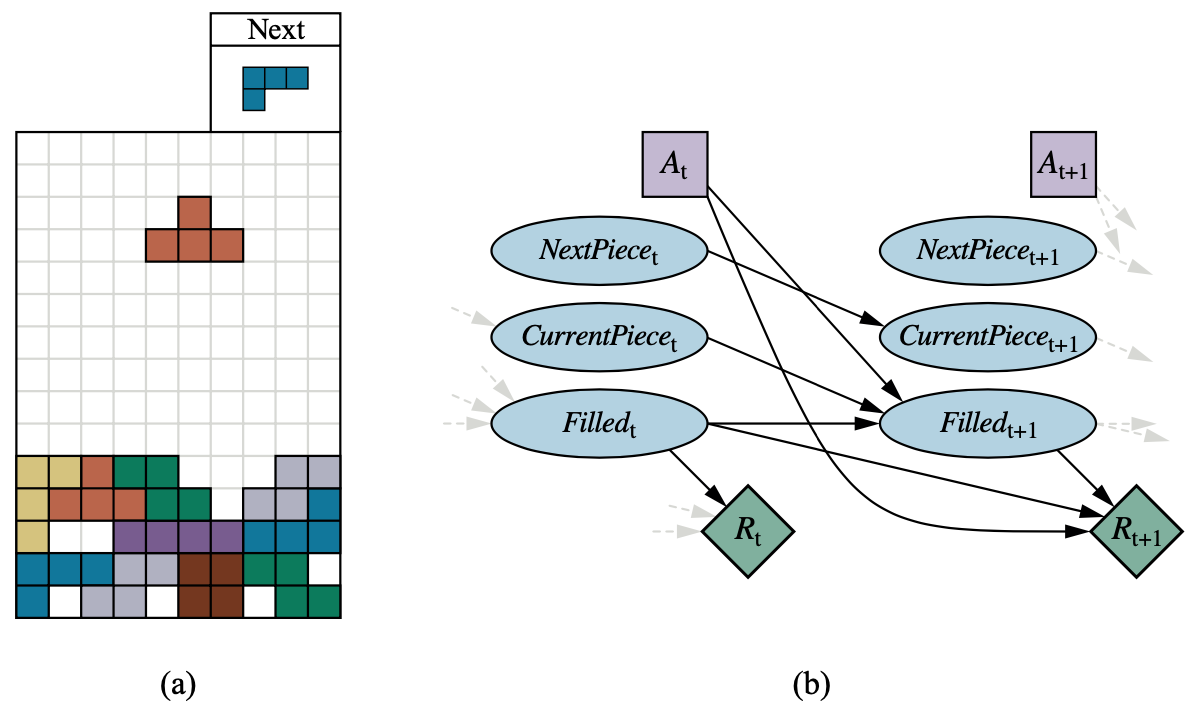 Next
A_t
A_t+1
NextPiece_t
NextPiece_t+1
CurrentPiece_t
CurrentPiece_t+1
Filled_t
Filled_t+1
R_t
R_t+1
(a)
(b)